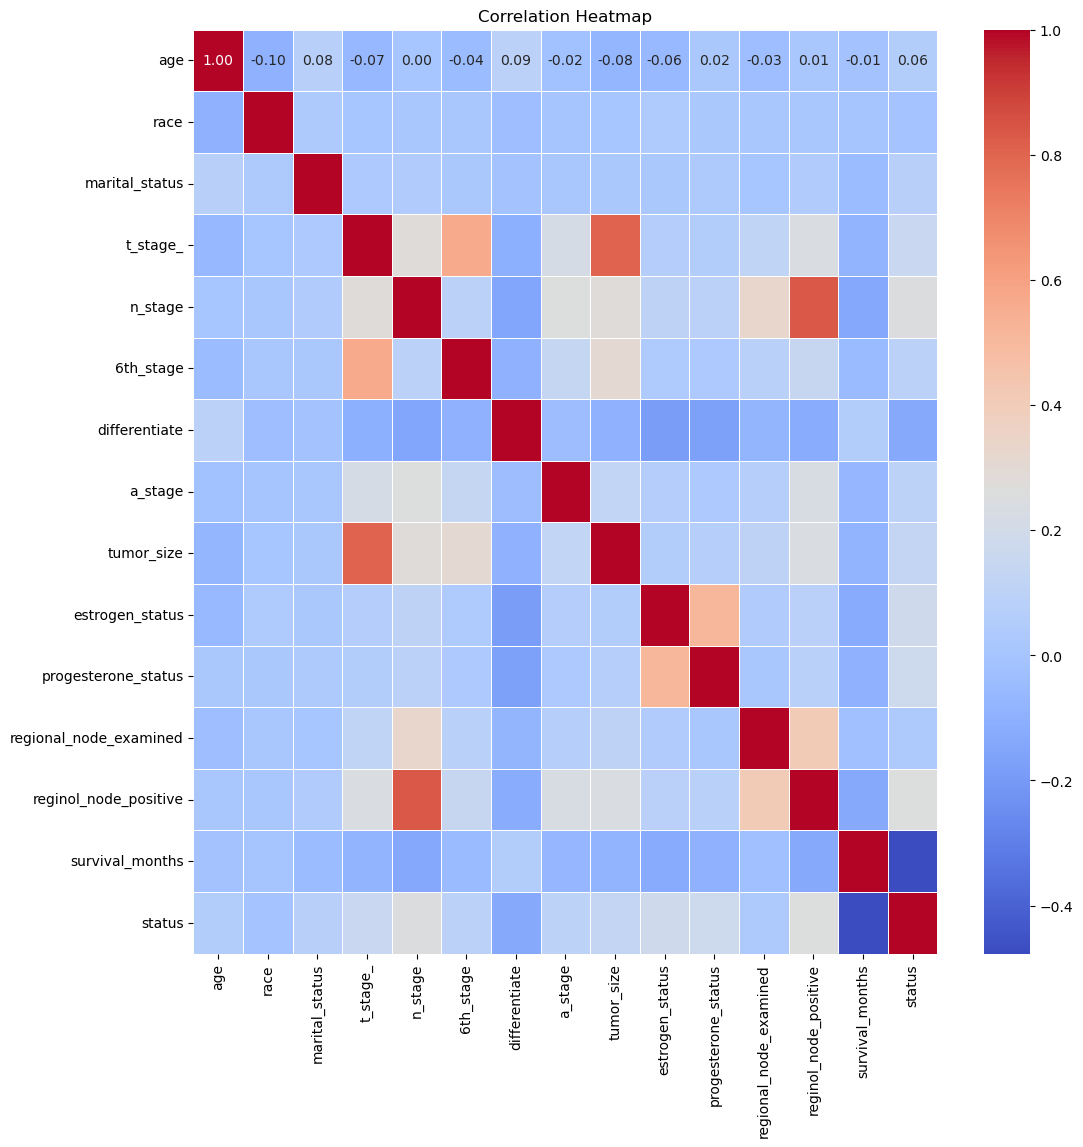 Correlation Heatmap
age
race
marital_status
t_stage_
n_stage
6th_stage
differentiate
a_stage
tumor_size
estrogen_status
progesterone_status
regional_node_examined
reginol_node_positive
survival_months
status
1.00 -0.10 0.08 -0.07 0.00 -0.04 0.09 -0.02 -0.08 -0.06 0.02 -0.03 0.01 -0.01 0.06
age
race
marital_status
t_stage_
n_stage
6th_stage
differentiate
a_stage
tumor_size
estrogen_status
progesterone_status
regional_node_examined
reginol_node_positive
survival_months
status
1.0
0.8
0.6
0.4
0.2
0.0
−0.2
−0.4